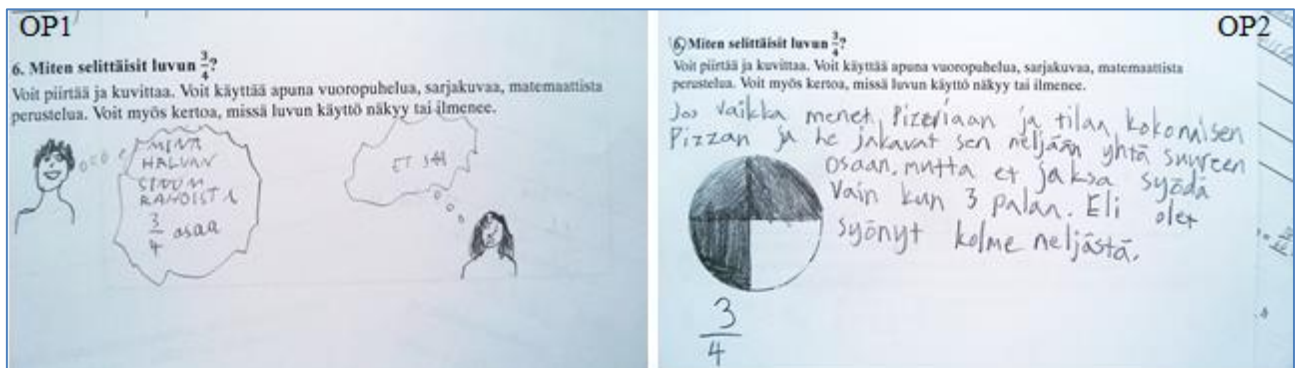 OP1
6. Miten selittäisit luvun 3/4?
Voit piirtää ja kuvittaa. Voit käyttää apuna vuoropuhelua, sarjakuvaa, matemaattista
perustelua. Voit myös kertoa, missä luvun käyttö näkyy tai ilmenee.
MINÄ
HALVAN
SINUN
RAHOISTA
3/4 osaa
ET SAA
OP2
6. Miten selittäisit luvun 3/4?
Voit piirtää ja kuvittaa. Voit käyttää apuna vuoropuhelua, sarjakuvaa, matemaattista
perustelua. Voit myös kertoa, missä luvun käyttö näkyy tai ilmenee.
Jos vaikka menet Pizeriaan ja tilaa kokonaisen
Pizzan ja he jakavat sen neljään yhtä suureen
osaan, mutta et jaksa syödä
vain kun 3 palan. Eli olet
syönyt kolme neljästä.
3/4